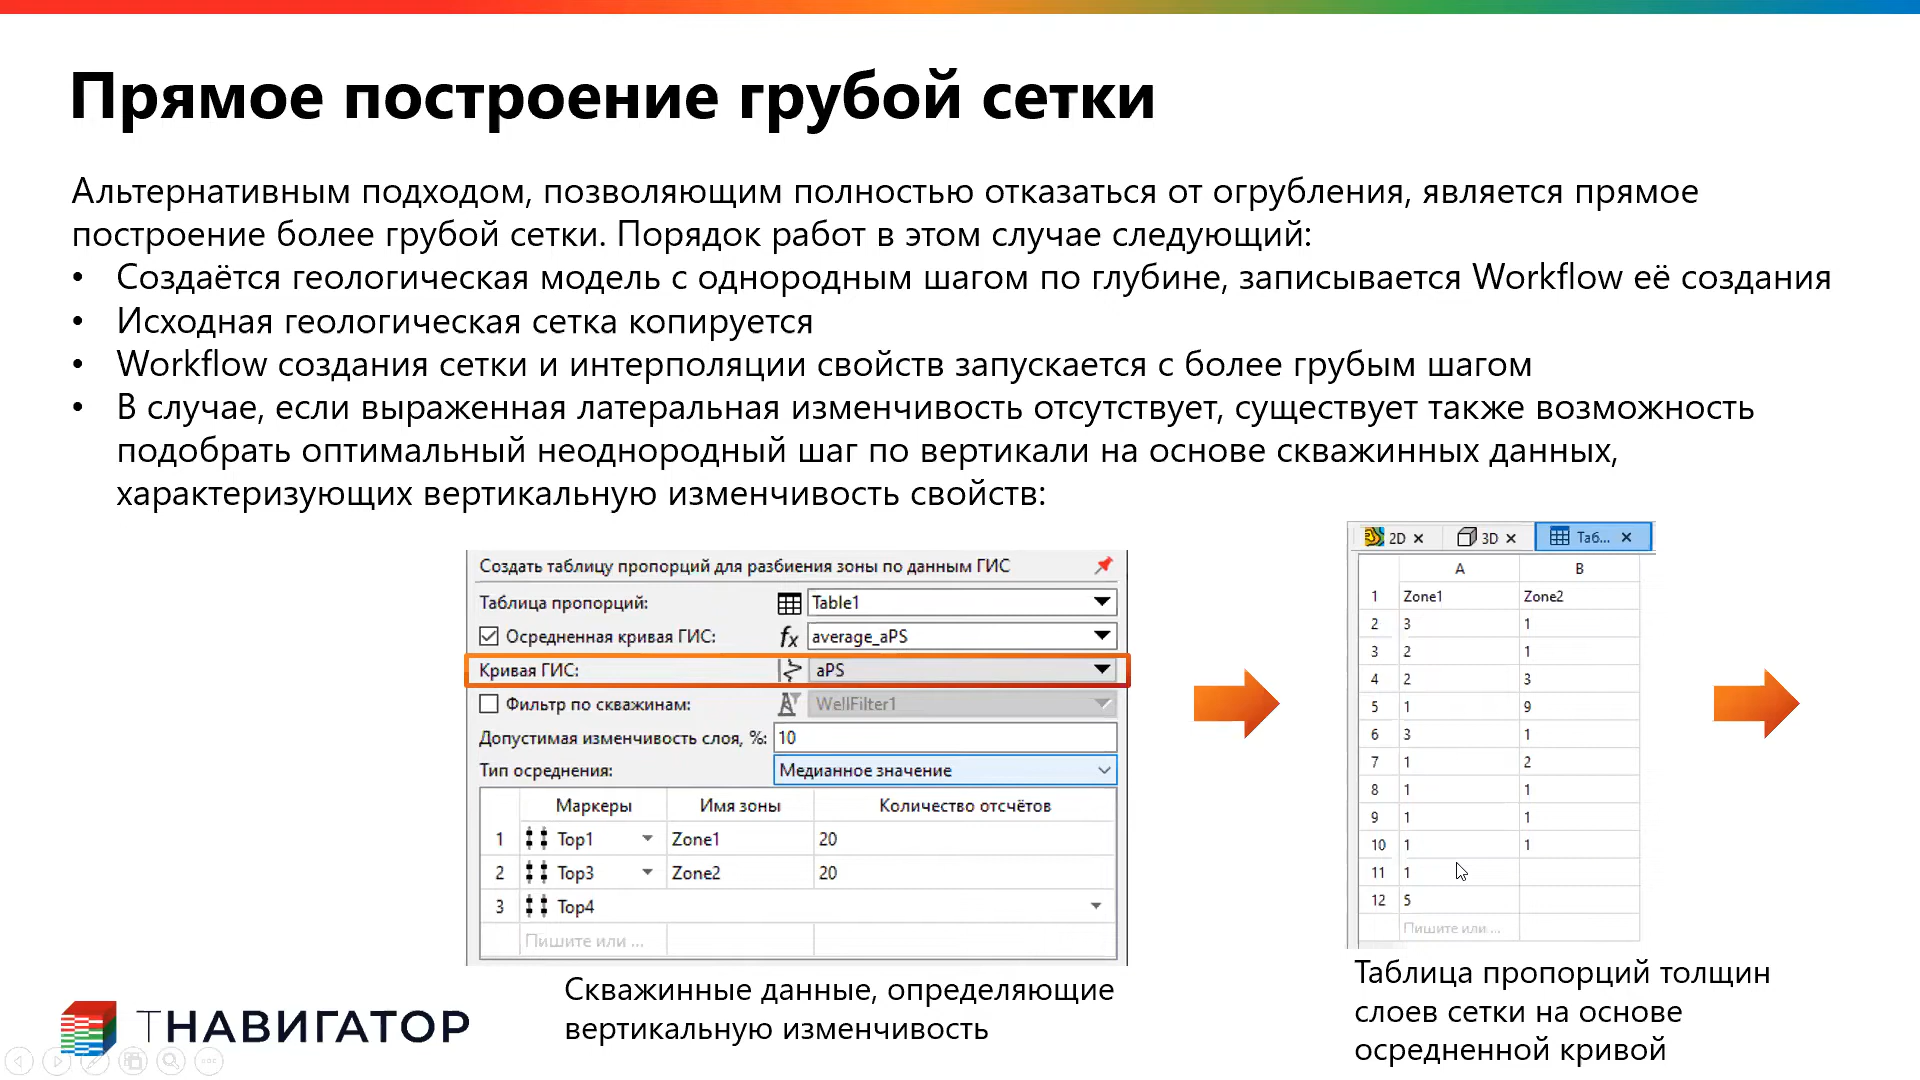 Прямое построение грубой сетки
Альтернативным подходом, позволяющим полностью отказаться от огрубления, является прямое
построение более грубой сетки. Порядок работ в этом случае следующий:
• Создаётся геологическая модель с однородным шагом по глубине, записывается Workflow её создания
• Исходная геологическая сетка копируется
• Workflow создания сетки и интерполяции свойств запускается с более грубым шагом
• В случае, если выраженная латеральная изменчивость отсутствует, существует также возможность
подобрать оптимальный неоднородный шаг по вертикали на основе скважинных данных,
характеризующих вертикальную изменчивость свойств:
Создать таблицу пропорций для разбиения зоны по данным ГИС
Таблица пропорций: Table1
Осредненная кривая ГИС: fx average_aPS
Кривая ГИС: aPS
Фильтр по скважинам: WellFilter1
Допустимая изменчивость слоя, %: 10
Тип осреднения: Медианное значение
Маркеры Имя зоны Количество отсчётов
1 Top1 Zone1 20
2 Top3 Zone2 20
3 Top4
Пишите или ...
Скважинные данные, определяющие
вертикальную изменчивость
2D 3D Таб...
A B
1 Zone1 Zone2
2 3 1
3 2 1
4 2 3
5 1 9
6 3 1
7 1 2
8 1 1
9 1 1
10 1 1
11 1
12 5
Пишите или ...
Таблица пропорций толщин
слоев сетки на основе
осредненной кривой
ТНАВИГАТОР